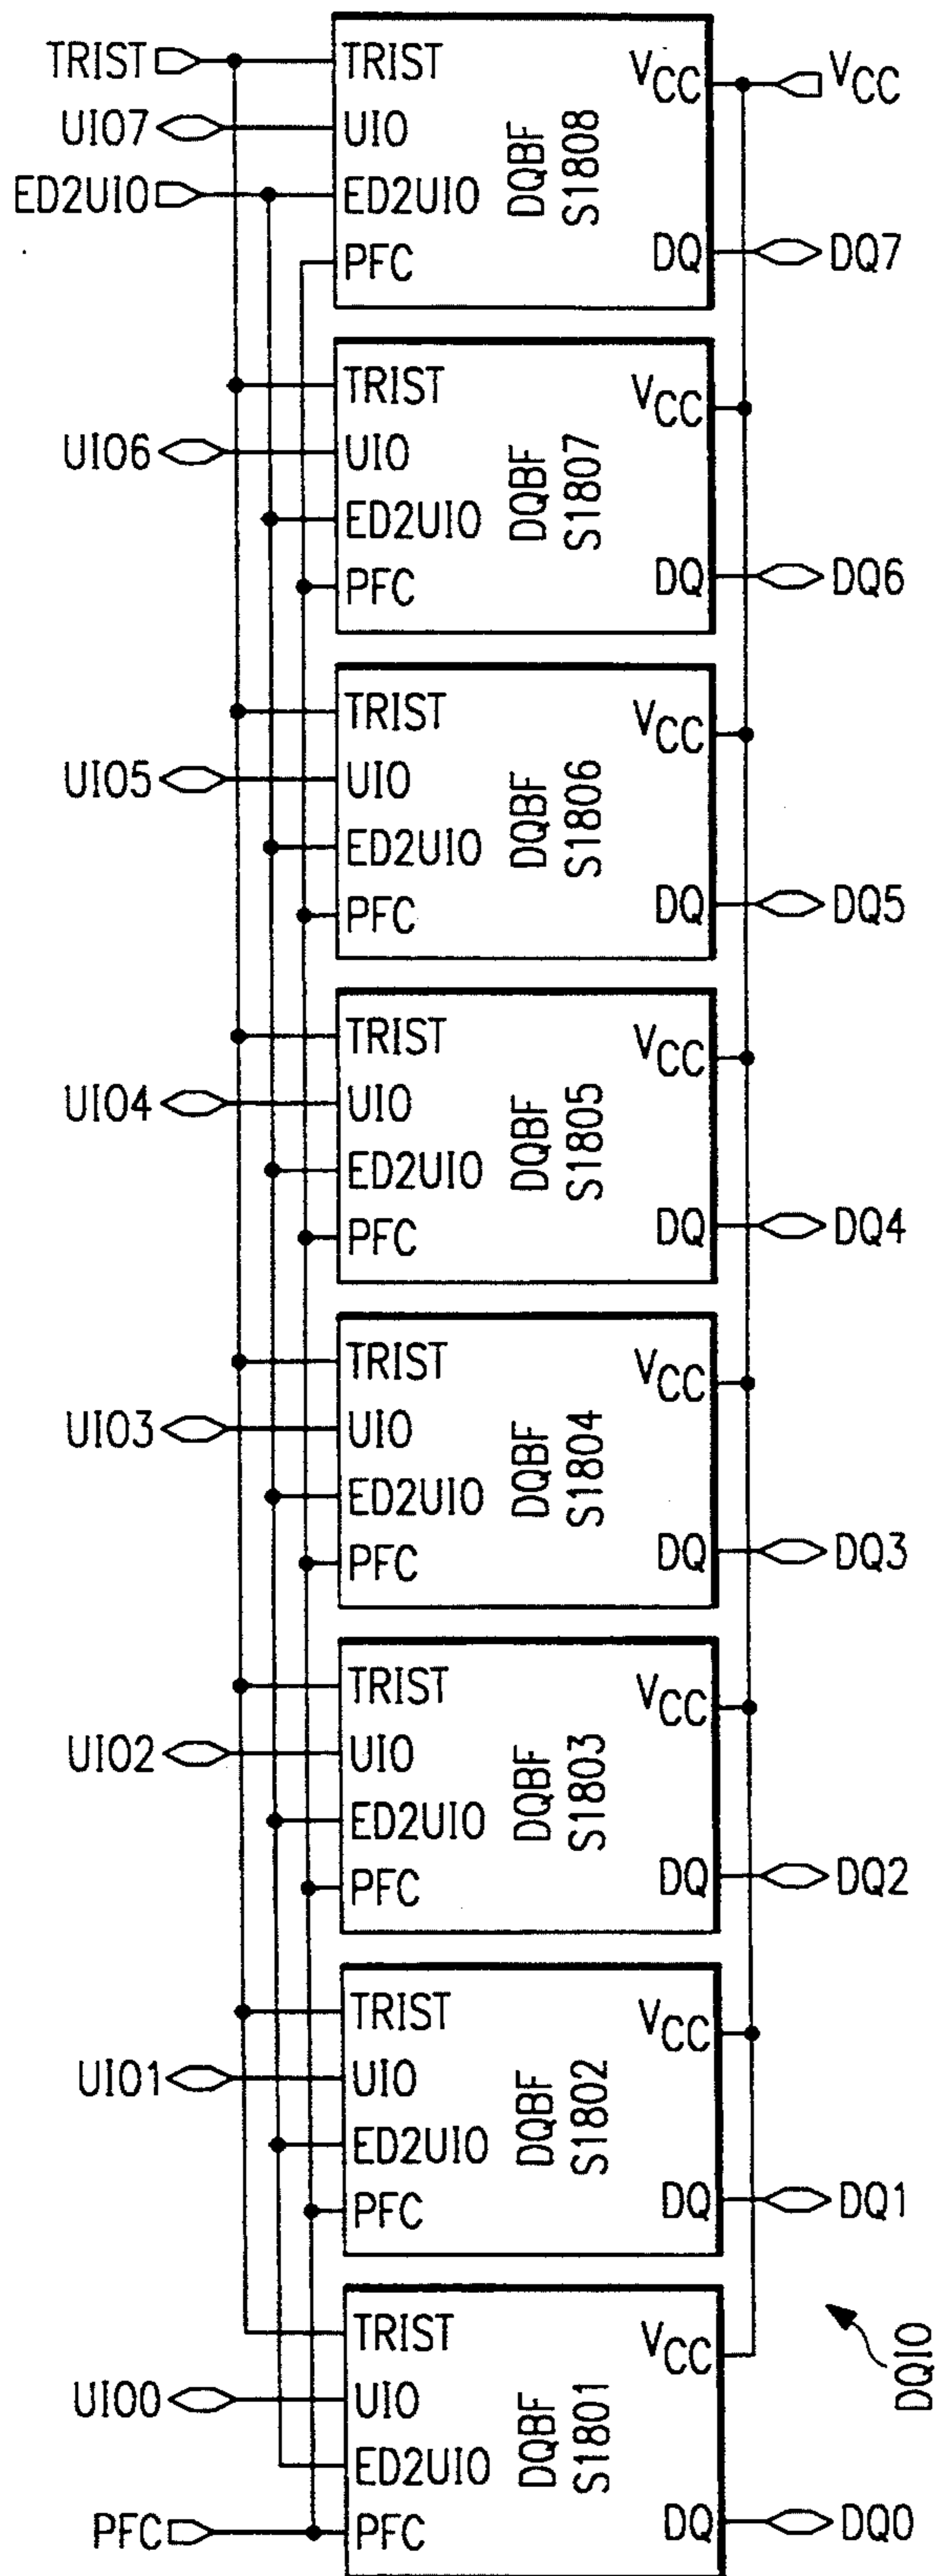 TRIST TRIST VCC VCC
UIO7 UIO
ED2UIO ED2UIO
PFC DQ DQ7
DQBF
S1808
TRIST VCC
UIO6 UIO
ED2UIO
PFC DQ DQ6
DQBF
S1807
TRIST VCC
UIO5 UIO
ED2UIO
PFC DQ DQ5
DQBF
S1806
TRIST VCC
UIO4 UIO
ED2UIO
PFC DQ DQ4
DQBF
S1805
TRIST VCC
UIO3 UIO
ED2UIO
PFC DQ DQ3
DQBF
S1804
TRIST VCC
UIO2 UIO
ED2UIO
PFC DQ DQ2
DQBF
S1803
TRIST VCC
UIO1 UIO
ED2UIO
PFC DQ DQ1
DQBF
S1802
TRIST VCC
UIO0 UIO
ED2UIO
PFC PFC DQ DQ0
DQBF
S1801
DQIO